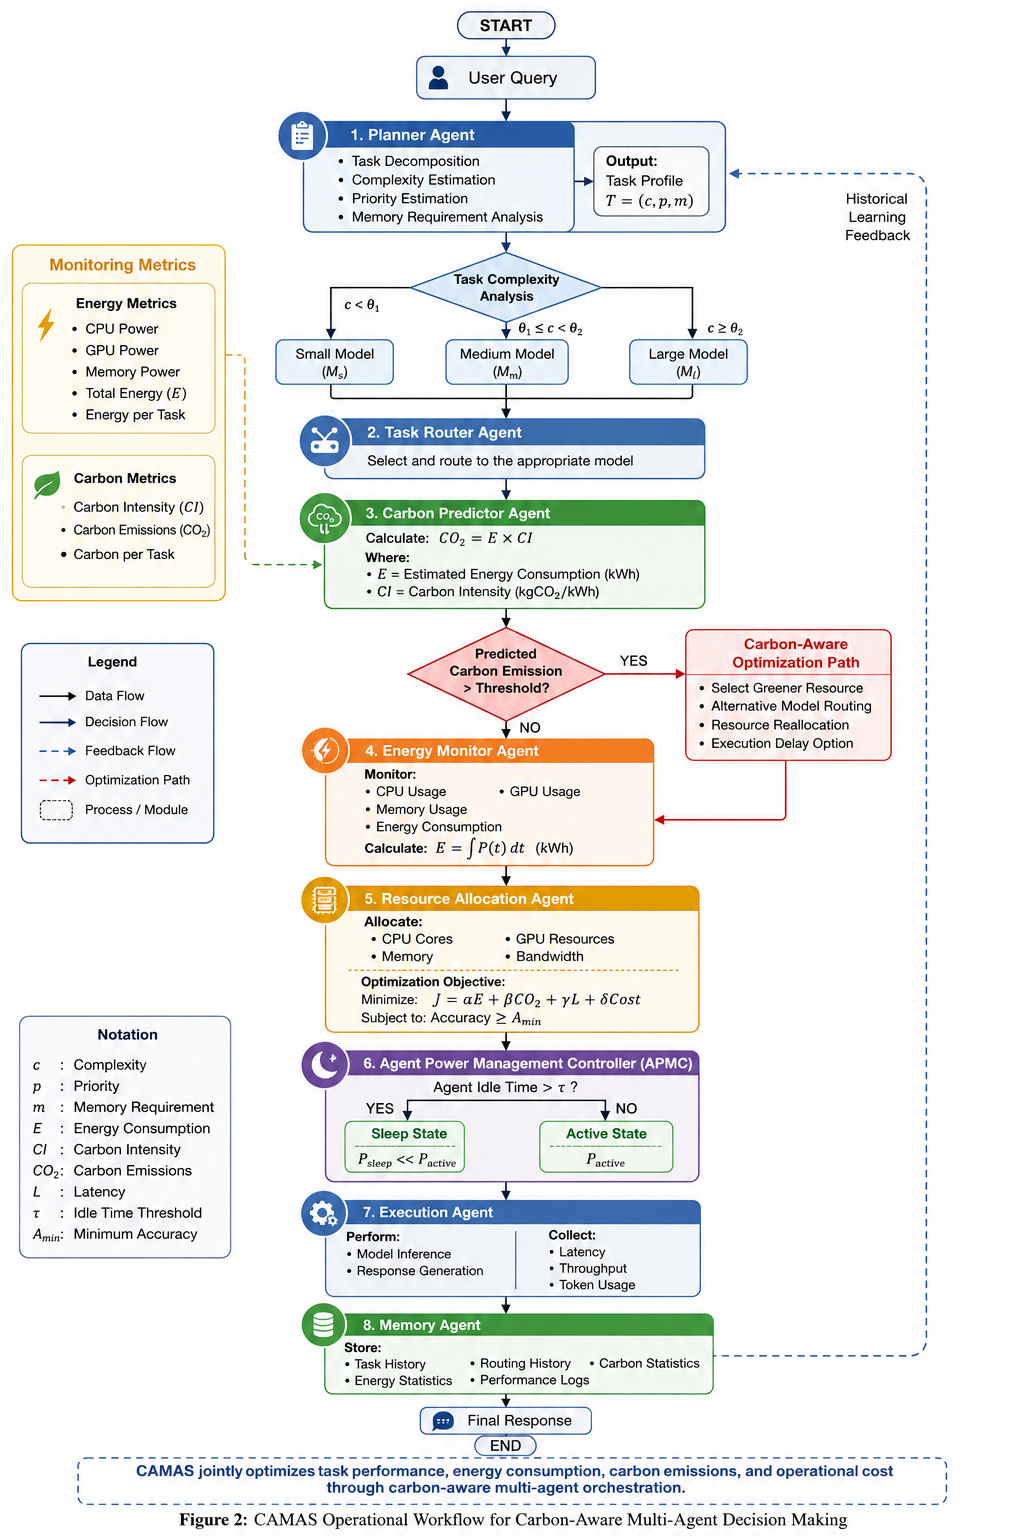 START
User Query
1. Planner Agent
• Task Decomposition
• Complexity Estimation
• Priority Estimation
• Memory Requirement Analysis
Output:
Task Profile
T = (c, p, m)
Historical
Learning
Feedback
Task Complexity
Analysis
c < θ₁
θ₁ ≤ c < θ₂
c ≥ θ₂
Small Model
(Mₛ)
Medium Model
(Mₘ)
Large Model
(Mₗ)
Monitoring Metrics
Energy Metrics
• CPU Power
• GPU Power
• Memory Power
• Total Energy (E)
• Energy per Task
Carbon Metrics
• Carbon Intensity (CI)
• Carbon Emissions (CO₂)
• Carbon per Task
2. Task Router Agent
Select and route to the appropriate model
CO₂
3. Carbon Predictor Agent
Calculate: CO₂ = E × CI
Where:
• E = Estimated Energy Consumption (kWh)
• CI = Carbon Intensity (kgCO₂/kWh)
Predicted
Carbon Emission
> Threshold?
YES
NO
Carbon-Aware
Optimization Path
• Select Greener Resource
• Alternative Model Routing
• Resource Reallocation
• Execution Delay Option
Legend
Data Flow
Decision Flow
Feedback Flow
Optimization Path
Process / Module
4. Energy Monitor Agent
Monitor:
• CPU Usage • GPU Usage
• Memory Usage
• Energy Consumption
Calculate: E = ∫ P(t) dt (kWh)
5. Resource Allocation Agent
Allocate:
• CPU Cores • GPU Resources
• Memory • Bandwidth
Optimization Objective:
Minimize: J = αE + βCO₂ + γL + δCost
Subject to: Accuracy ≥ A_min
6. Agent Power Management Controller (APMC)
Agent Idle Time > τ ?
YES
NO
Sleep State
P_sleep << P_active
Active State
P_active
Notation
c : Complexity
p : Priority
m : Memory Requirement
E : Energy Consumption
CI : Carbon Intensity
CO₂: Carbon Emissions
L : Latency
τ : Idle Time Threshold
A_min: Minimum Accuracy
7. Execution Agent
Perform:
• Model Inference
• Response Generation
Collect:
• Latency
• Throughput
• Token Usage
8. Memory Agent
Store:
• Task History • Routing History • Carbon Statistics
• Energy Statistics • Performance Logs
Final Response
END
CAMAS jointly optimizes task performance, energy consumption, carbon emissions, and operational cost
through carbon-aware multi-agent orchestration.
Figure 2: CAMAS Operational Workflow for Carbon-Aware Multi-Agent Decision Making